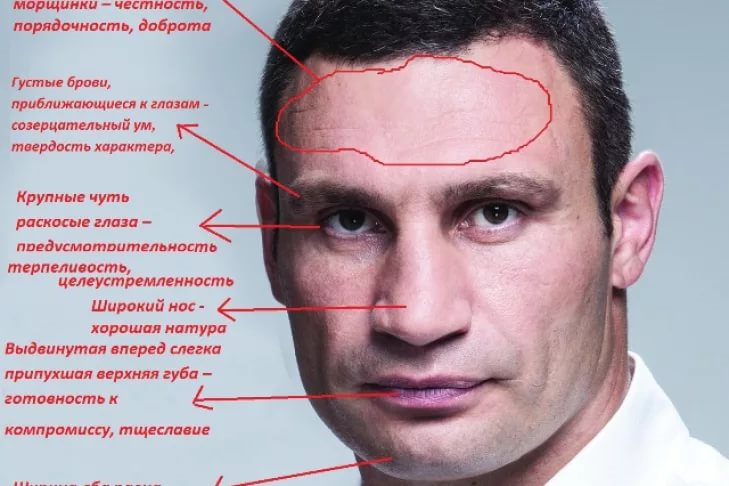 морщинки – честность,
порядочность, доброта
Густые брови,
приближающиеся к глазам -
созерцательный ум,
твердость характера,
Крупные чуть
раскосые глаза –
предусмотрительность
терпеливость,
целеустремленность
Широкий нос -
хорошая натура
Выдвинутая вперед слегка
припухшая верхняя губа –
готовность к
компромиссу, тщеславие